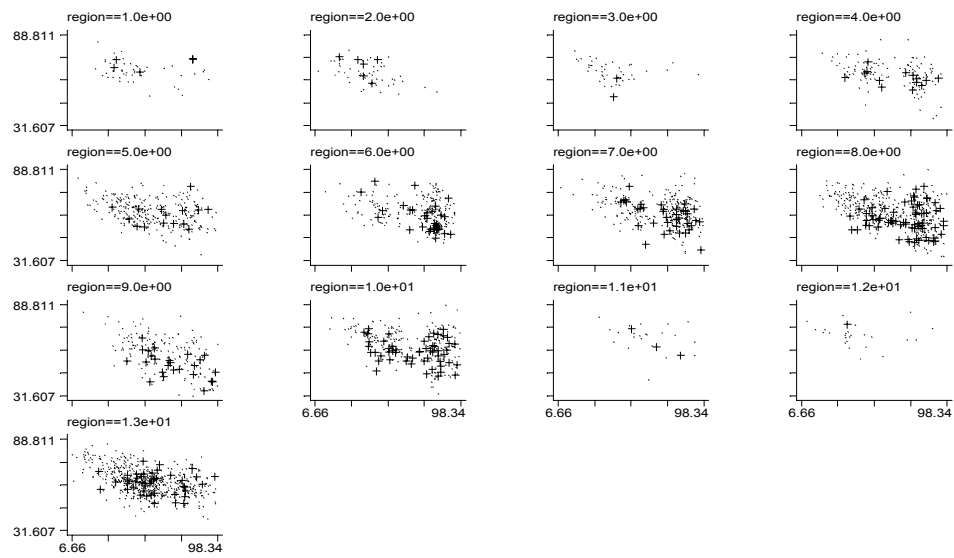 region==1.0e+00
region==2.0e+00
region==3.0e+00
region==4.0e+00
88.811
31.607
region==5.0e+00
region==6.0e+00
region==7.0e+00
region==8.0e+00
88.811
31.607
region==9.0e+00
region==1.0e+01
region==1.1e+01
region==1.2e+01
88.811
31.607
6.66 98.34
6.66 98.34
6.66 98.34
region==1.3e+01
88.811
31.607
6.66 98.34